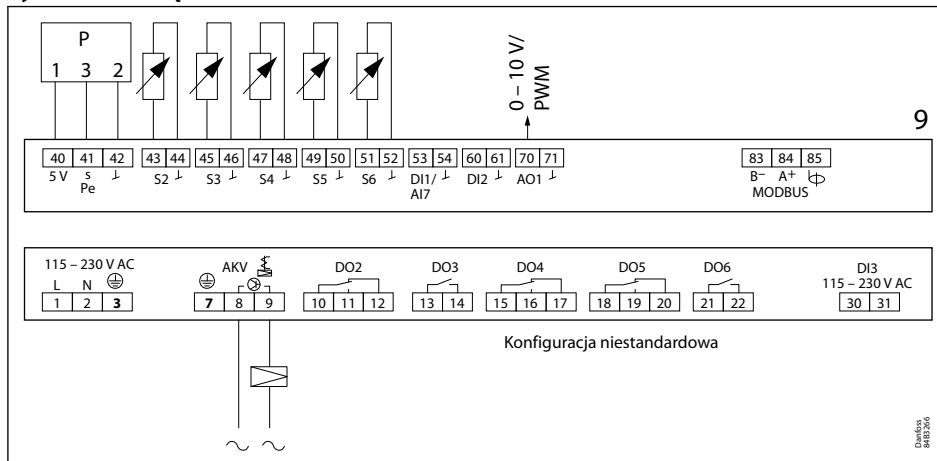 P
1 3 2
0 – 10 V/
PWM
9
40 41 42 43 44 45 46 47 48 49 50 51 52 53 54 60 61 70 71 83 84 85
5 V s S2 S3 S4 S5 S6 DI1/ DI2 AO1 B– A+
Pe AI7 MODBUS
115 – 230 V AC AKV DO2 DO3 DO4 DO5 DO6 DI3
L N 115 – 230 V AC
1 2 3 7 8 9 10 11 12 13 14 15 16 17 18 19 20 21 22 30 31
Konfiguracja niestandardowa
Danfoss
84B3266